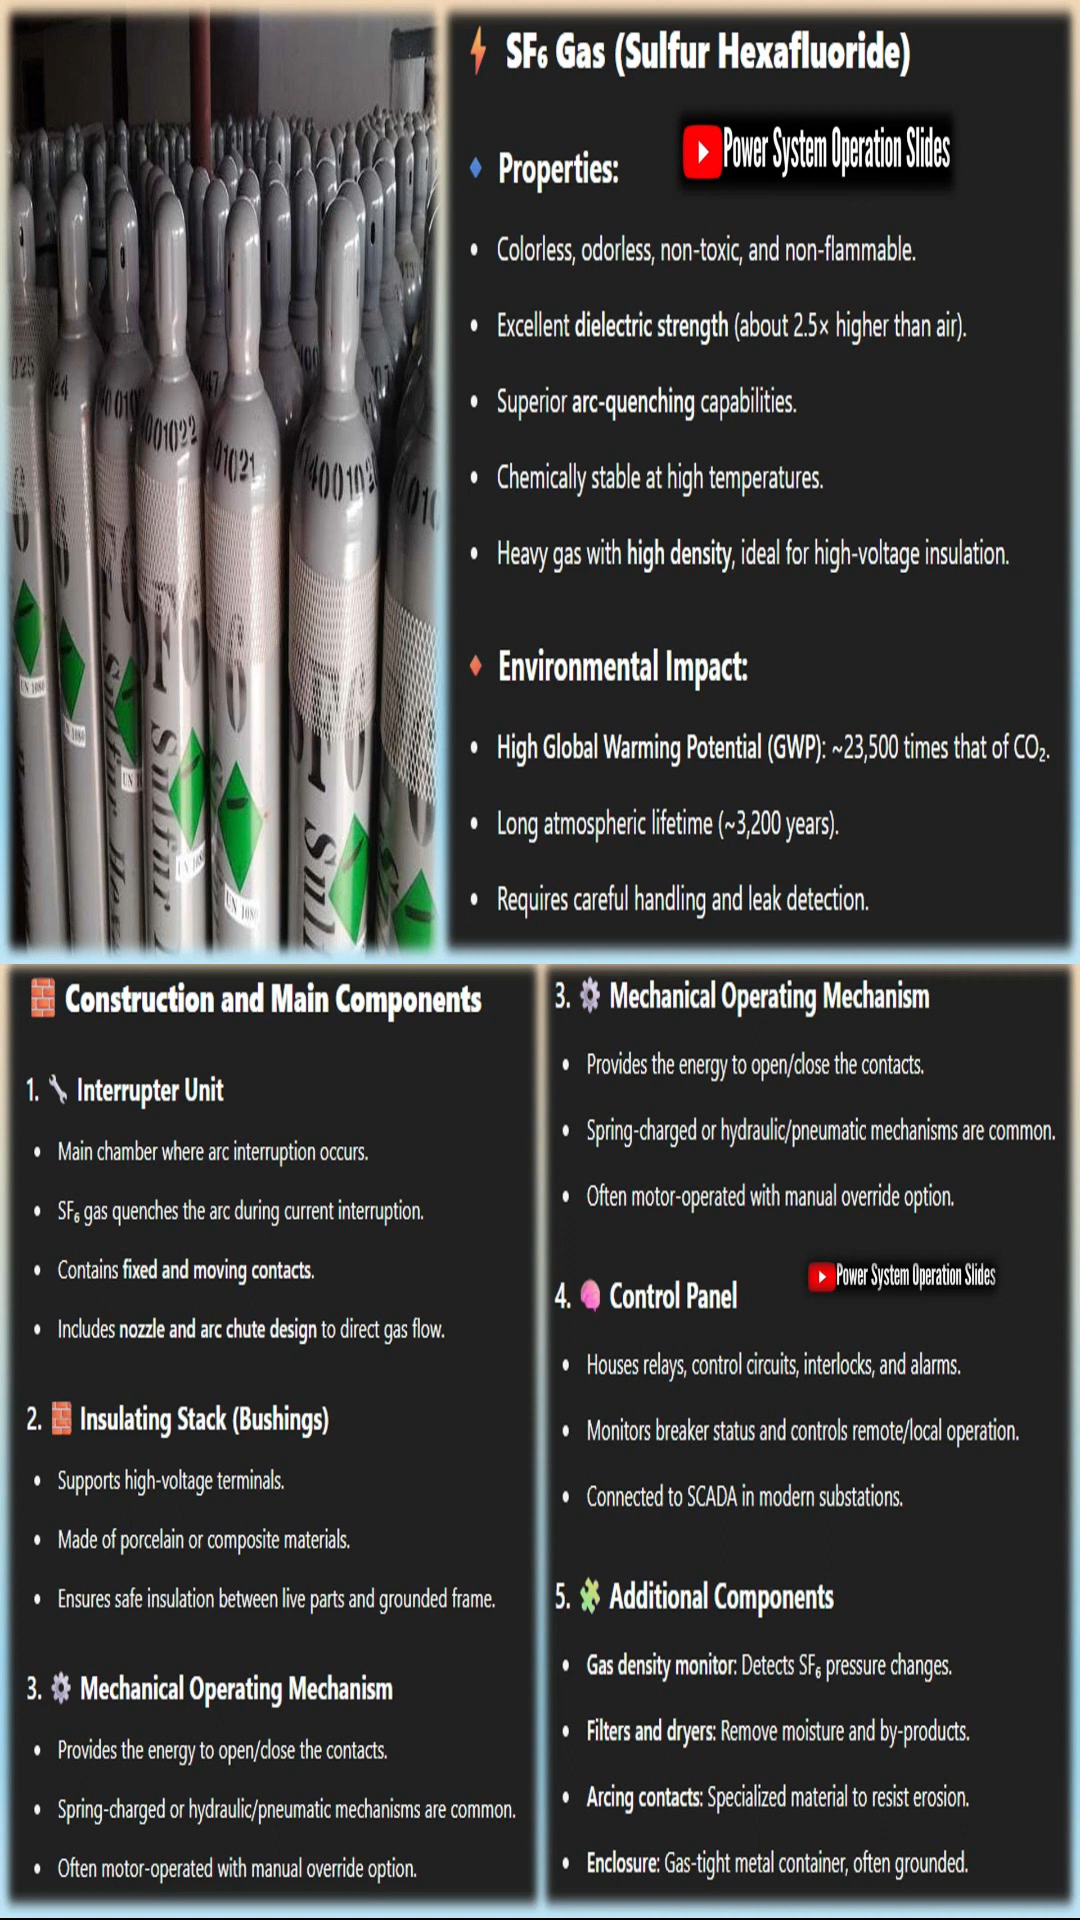 ⚡ SF₆ Gas (Sulfur Hexafluoride)
Power System Operation Slides
🔹 Properties:
• Colorless, odorless, non-toxic, and non-flammable.
• Excellent dielectric strength (about 2.5× higher than air).
• Superior arc-quenching capabilities.
• Chemically stable at high temperatures.
• Heavy gas with high density, ideal for high-voltage insulation.
🔸 Environmental Impact:
• High Global Warming Potential (GWP): ~23,500 times that of CO₂.
• Long atmospheric lifetime (~3,200 years).
• Requires careful handling and leak detection.
001022
01021
Sulfur
UN 1080
🧱 Construction and Main Components
1. 🔧 Interrupter Unit
• Main chamber where arc interruption occurs.
• SF₆ gas quenches the arc during current interruption.
• Contains fixed and moving contacts.
• Includes nozzle and arc chute design to direct gas flow.
2. 🧱 Insulating Stack (Bushings)
• Supports high-voltage terminals.
• Made of porcelain or composite materials.
• Ensures safe insulation between live parts and grounded frame.
3. ⚙️ Mechanical Operating Mechanism
• Provides the energy to open/close the contacts.
• Spring-charged or hydraulic/pneumatic mechanisms are common.
• Often motor-operated with manual override option.
3. ⚙️ Mechanical Operating Mechanism
• Provides the energy to open/close the contacts.
• Spring-charged or hydraulic/pneumatic mechanisms are common.
• Often motor-operated with manual override option.
4. 🧠 Control Panel
Power System Operation Slides
• Houses relays, control circuits, interlocks, and alarms.
• Monitors breaker status and controls remote/local operation.
• Connected to SCADA in modern substations.
5. 🧩 Additional Components
• Gas density monitor: Detects SF₆ pressure changes.
• Filters and dryers: Remove moisture and by-products.
• Arcing contacts: Specialized material to resist erosion.
• Enclosure: Gas-tight metal container, often grounded.